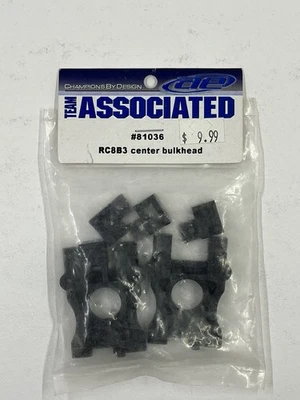 CHAMPIONS BY DESIGN
TEAM ASSOCIATED
#81036
$ 9.99
RC8B3 center bulkhead